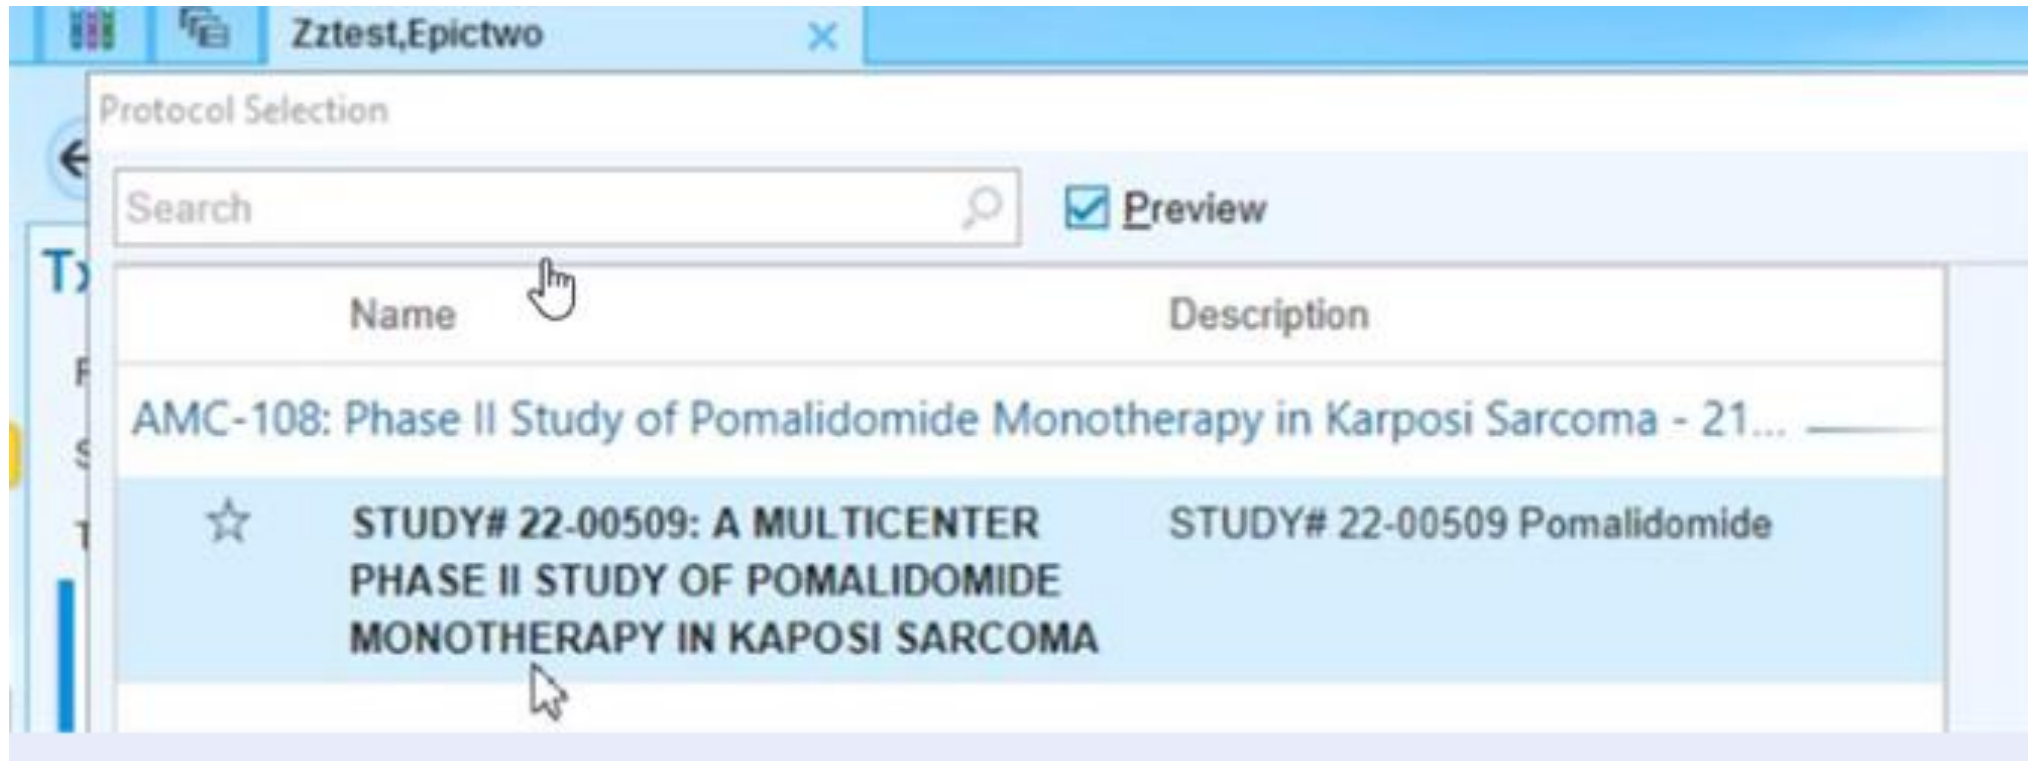 Zztest,Epictwo
Protocol Selection
Search
Preview
Name Description
AMC-108: Phase II Study of Pomalidomide Monotherapy in Karposi Sarcoma - 21...
STUDY# 22-00509: A MULTICENTER STUDY# 22-00509 Pomalidomide
PHASE II STUDY OF POMALIDOMIDE
MONOTHERAPY IN KAPOSI SARCOMA